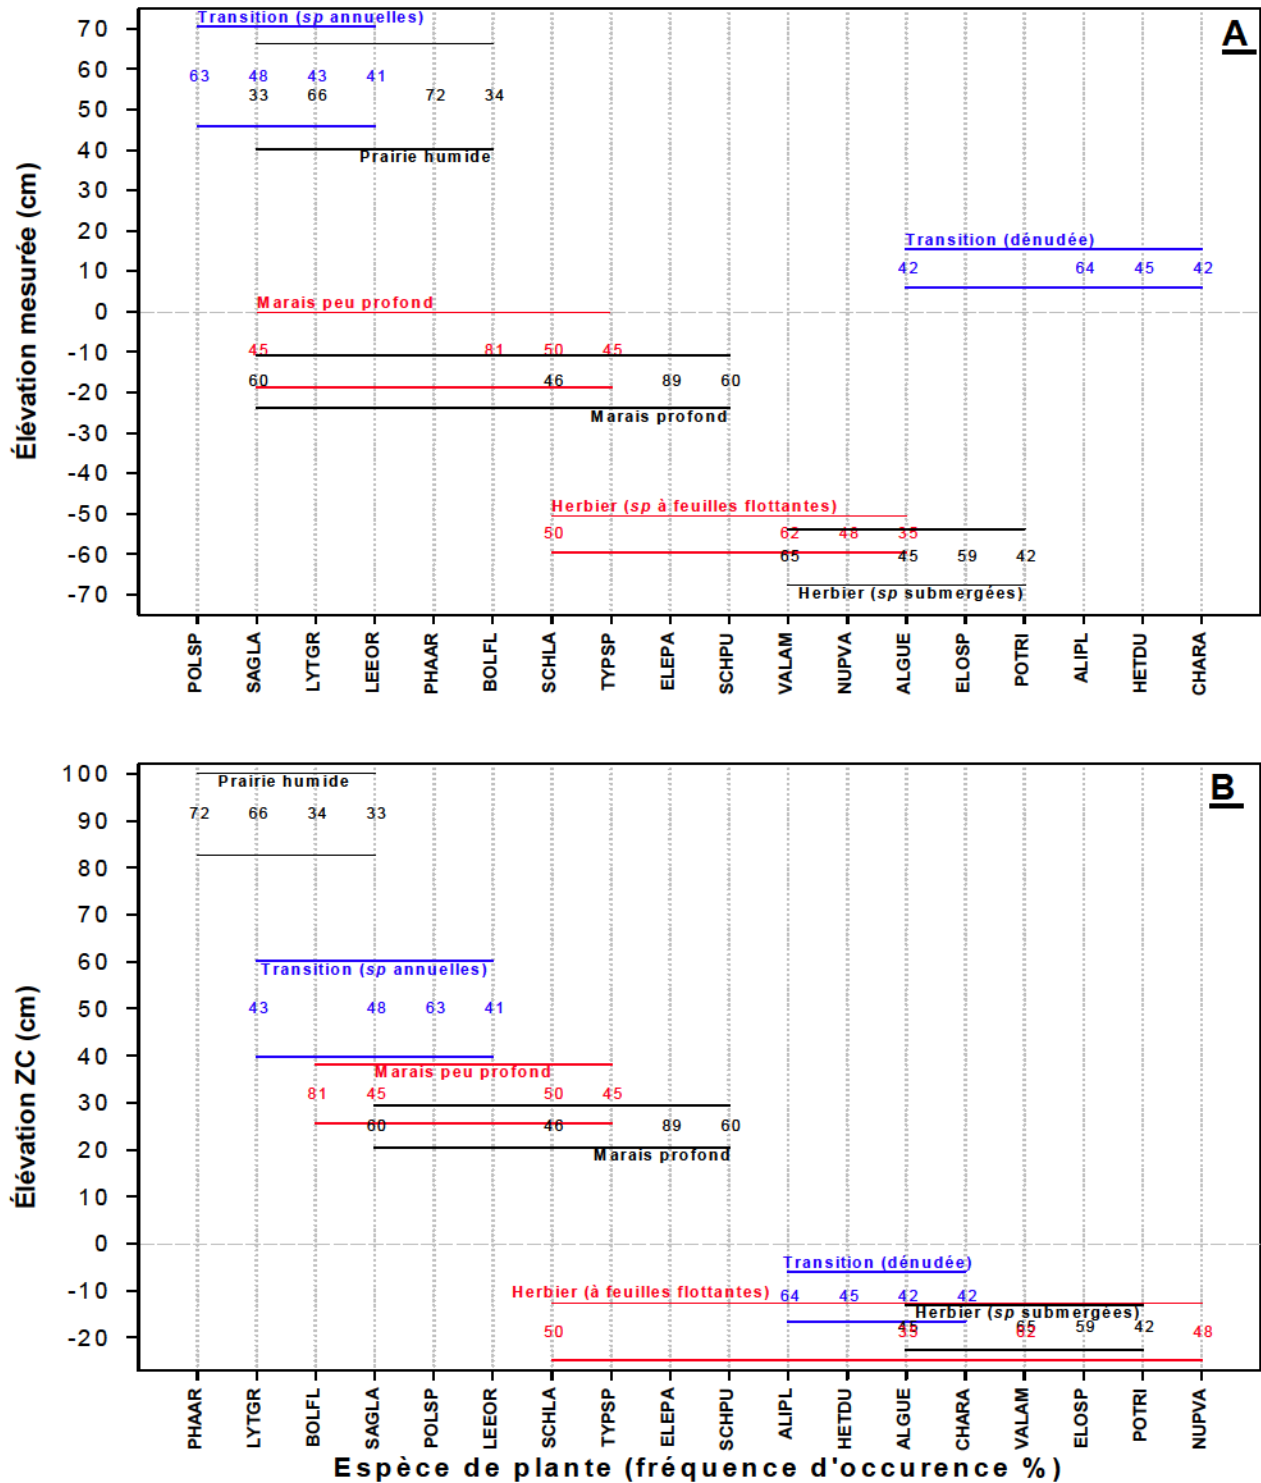 A
Élévation mesurée (cm)
70
60
50
40
30
20
10
0
-10
-20
-30
-40
-50
-60
-70
Transition (sp annuelles)
63 48 43 41
33 66 72 34
Prairie humide
Transition (dénudée)
42 64 45 42
Marais peu profond
45 81 50 45
60 46 89 60
Marais profond
Herbier (sp à feuilles flottantes)
50 62 48 35
65 45 59 42
Herbier (sp submergées)
POLSP
SAGLA
LYTGR
LEEOR
PHAAR
BOLFL
SCHLA
TYPSP
ELEPA
SCHPU
VALAM
NUPVA
ALGUE
ELOSP
POTRI
ALIPL
HETDU
CHARA
B
Élévation ZC (cm)
100
90
80
70
60
50
40
30
20
10
0
-10
-20
Prairie humide
72 66 34 33
Transition (sp annuelles)
43 48 63 41
Marais peu profond
81 45 50 45
60 46 89 60
Marais profond
Transition (dénudée)
Herbier (à feuilles flottantes)
64 45 42 42
Herbier (sp submergées)
45 65 59 42
50 35 62 48
PHAAR
LYTGR
BOLFL
SAGLA
POLSP
LEEOR
SCHLA
TYPSP
ELEPA
SCHPU
ALIPL
HETDU
ALGUE
CHARA
VALAM
ELOSP
POTRI
NUPVA
Espèce de plante (fréquence d'occurence %)